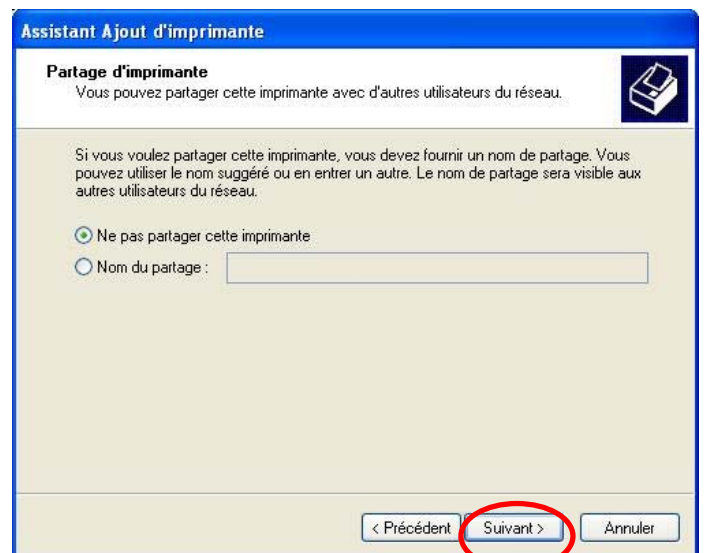 Assistant Ajout d'imprimante
Partage d'imprimante
Vous pouvez partager cette imprimante avec d'autres utilisateurs du réseau.
Si vous voulez partager cette imprimante, vous devez fournir un nom de partage. Vous
pouvez utiliser le nom suggéré ou en entrer un autre. Le nom de partage sera visible aux
autres utilisateurs du réseau.
Ne pas partager cette imprimante
Nom du partage :
< Précédent Suivant > Annuler